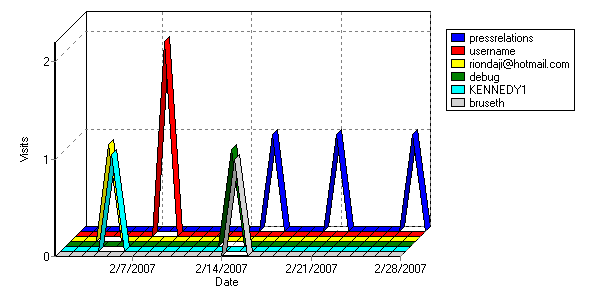 pressrelations
username
riondaji@hotmail.com
debug
KENNEDY1
bruseth
2
1
0
Visits
2/7/2007 2/14/2007 2/21/2007 2/28/2007
Date